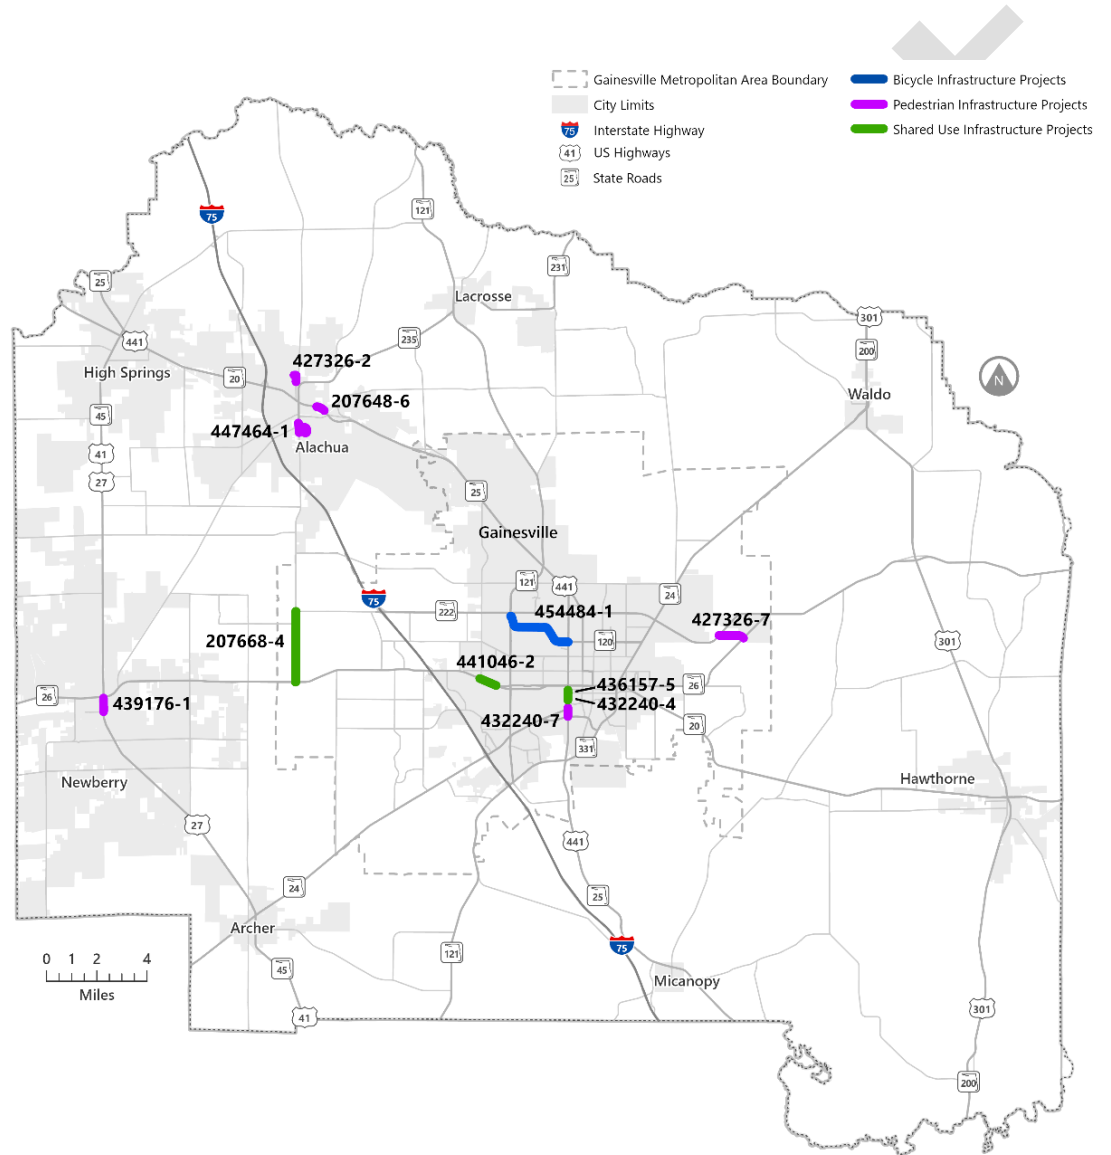 Gainesville Metropolitan Area Boundary
City Limits
75 Interstate Highway
41 US Highways
25 State Roads
Bicycle Infrastructure Projects
Pedestrian Infrastructure Projects
Shared Use Infrastructure Projects
75
121
231
25
Lacrosse
301
441
235
200
High Springs
427326-2
20
N
Waldo
207648-6
45
447464-1
Alachua
41
27
25
Gainesville
121
441
75
24
222
454484-1
427326-7
207668-4
120
301
441046-2
26
436157-5
26
439176-1
432240-4
432240-7
20
331
Newberry
Hawthorne
27
441
24
25
Archer
75
121
0 1 2 4
Miles
45
Micanopy
41
301
200